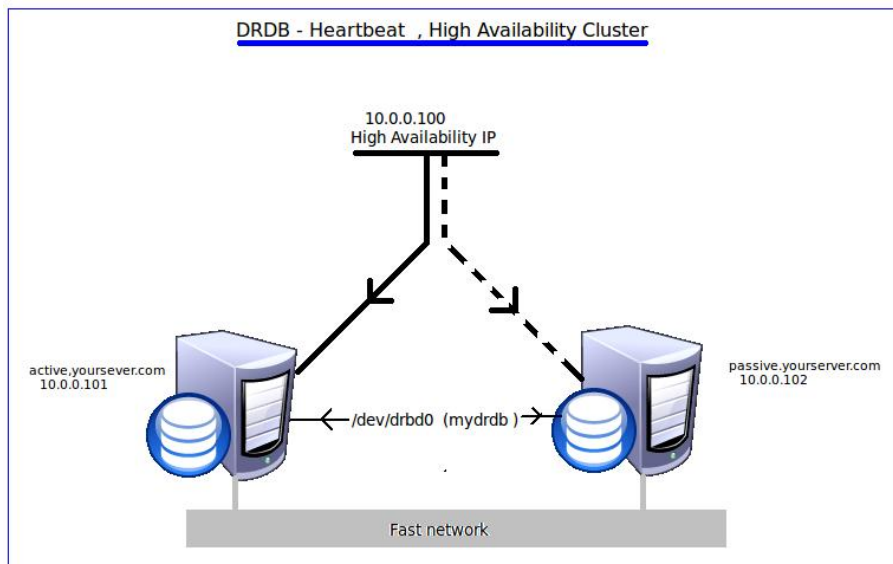 DRDB - Heartbeat , High Availability Cluster
10.0.0.100
High Availability IP
active.yoursever.com
10.0.0.101
passive.yourserver.com
10.0.0.102
/dev/drbd0 (mydrdb )
Fast network